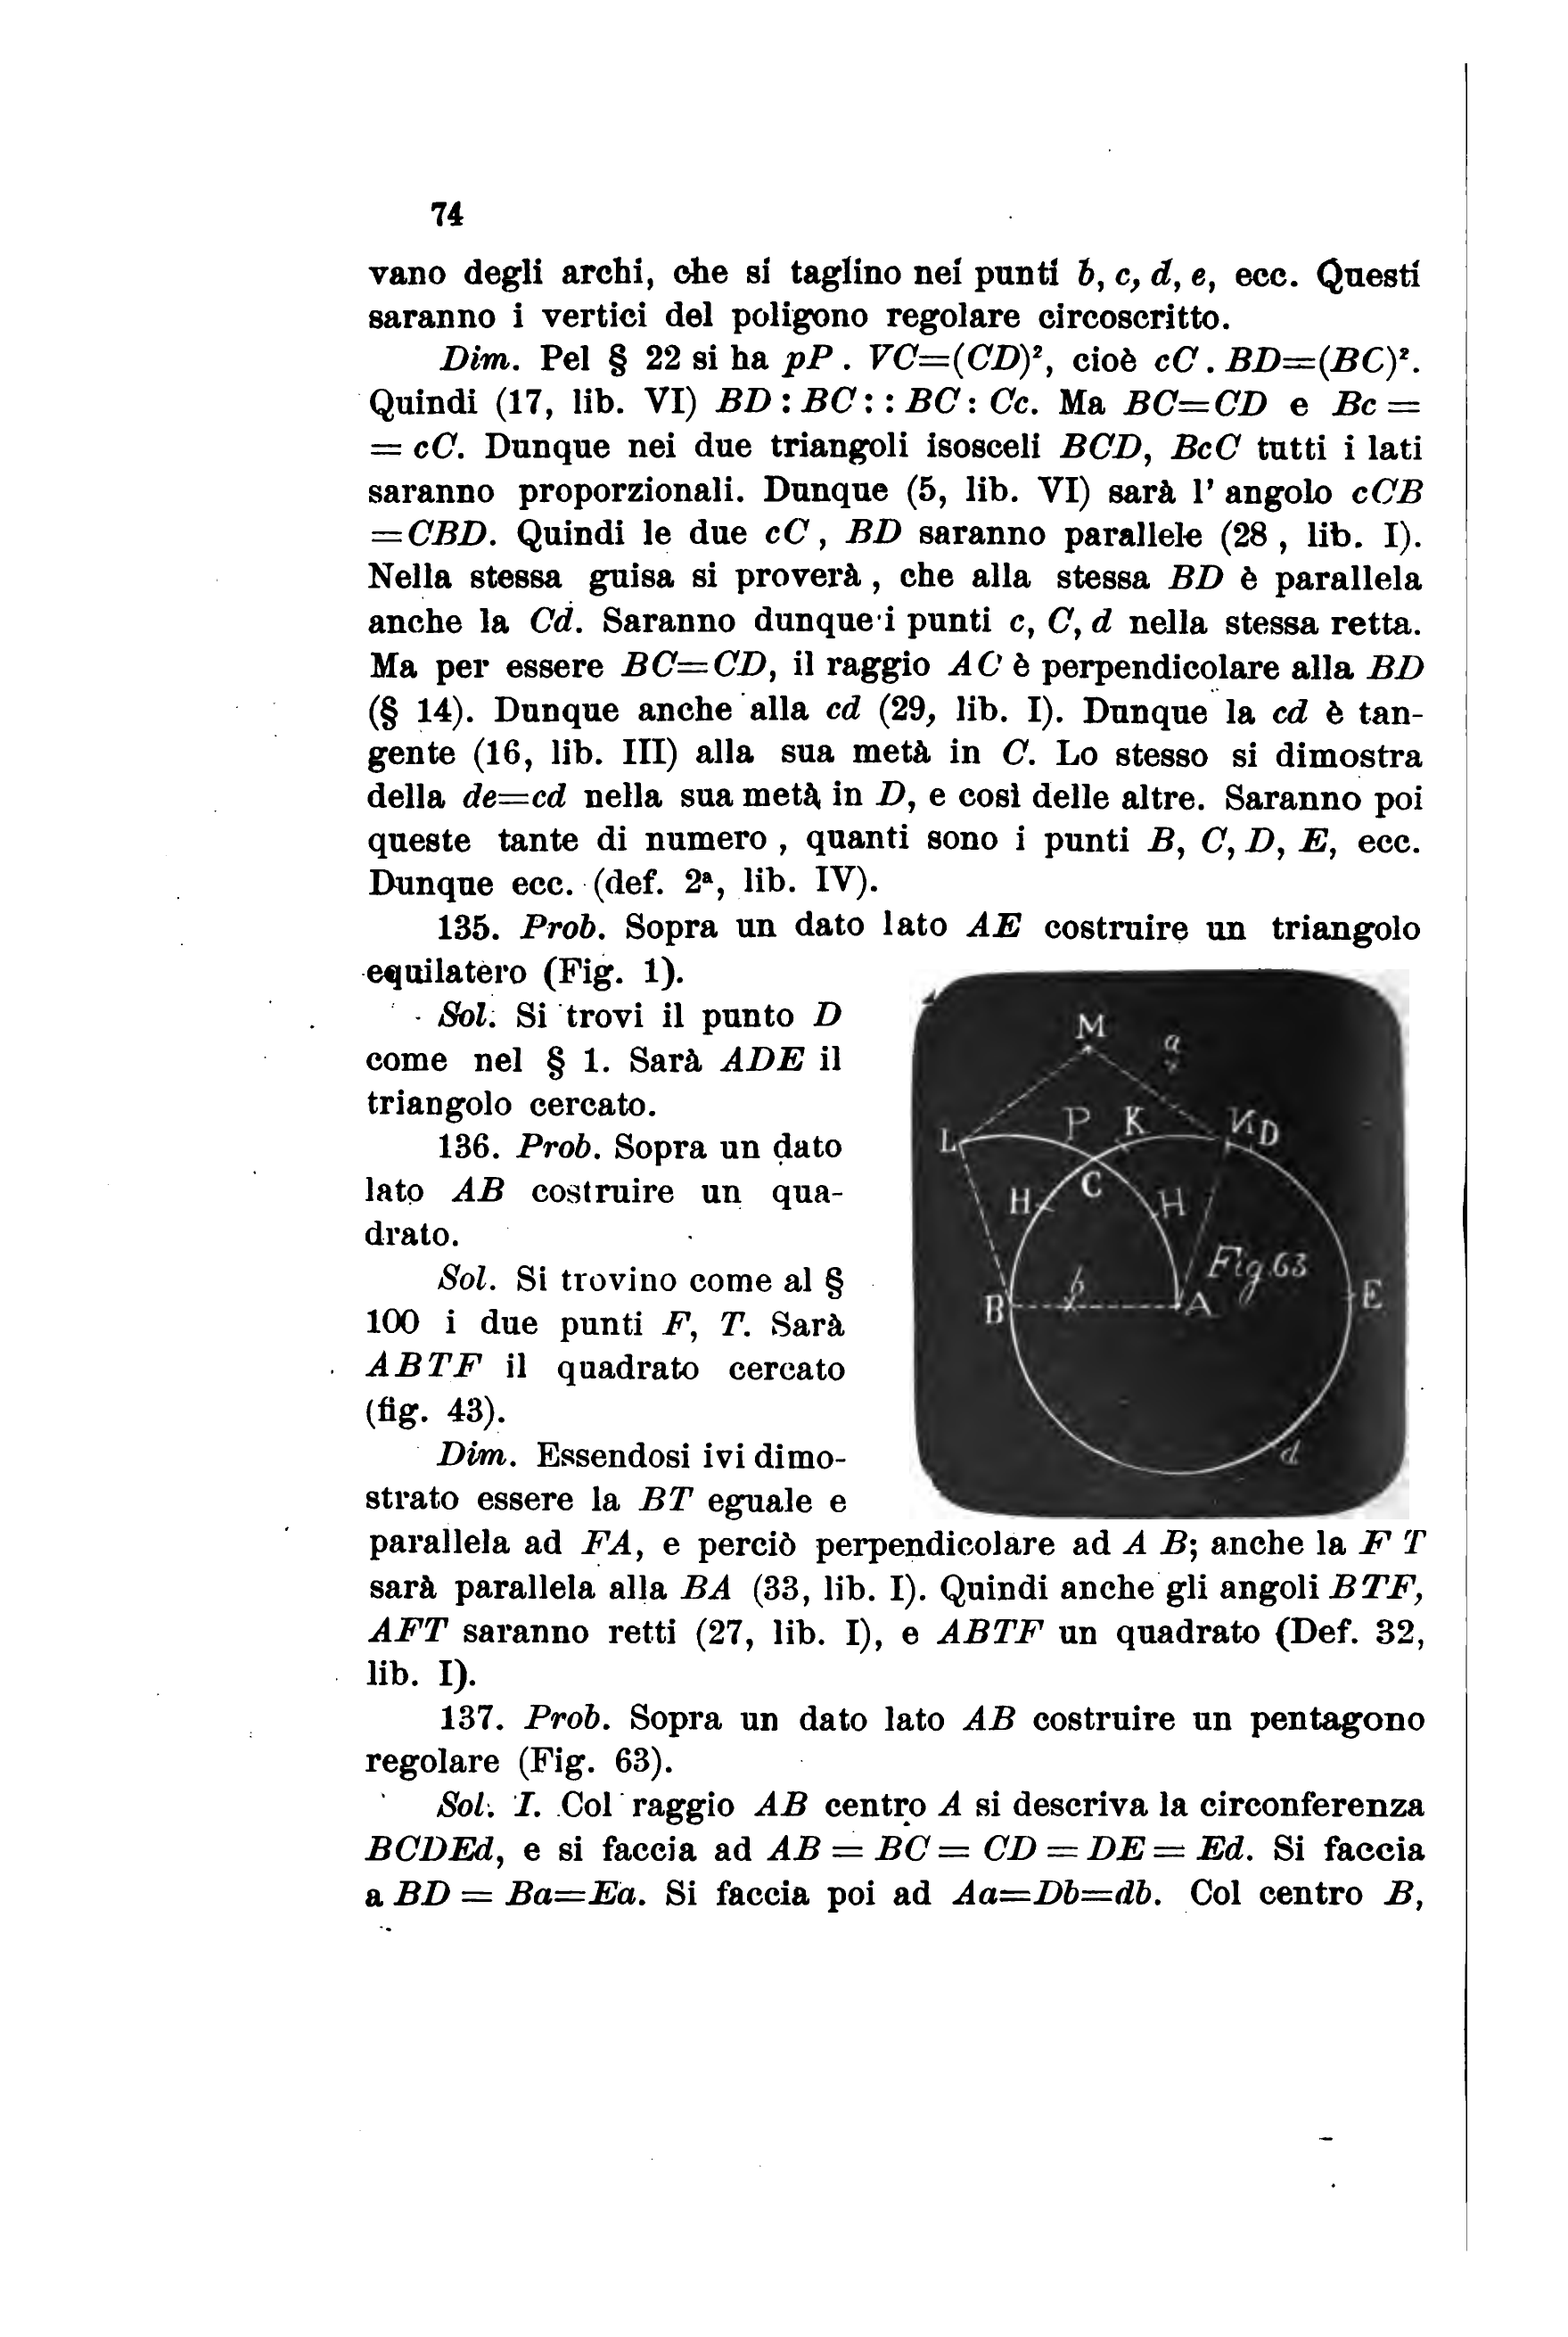 74
vano degli archi, che si taglino nei punti b, c, d, e, ecc. Questi
saranno i vertici del poligono regolare circoscritto.
Dim. Pel § 22 si ha pP . VC=(CD)², cioè cC . BD=(BC)².
Quindi (17, lib. VI) BD : BC : : BC : Cc. Ma BC=CD e Bc =
= cC. Dunque nei due triangoli isosceli BCD, BcC tutti i lati
saranno proporzionali. Dunque (5, lib. VI) sarà l' angolo cCB
=CBD. Quindi le due cC, BD saranno parallele (28, lib. I).
Nella stessa guisa si proverà, che alla stessa BD è parallela
anche la Cd. Saranno dunque i punti c, C, d nella stessa retta.
Ma per essere BC=CD, il raggio AC è perpendicolare alla BD
(§ 14). Dunque anche alla cd (29, lib. I). Dunque la cd è tan-
gente (16, lib. III) alla sua metà in C. Lo stesso si dimostra
della de=cd nella sua metà in D, e così delle altre. Saranno poi
queste tante di numero, quanti sono i punti B, C, D, E, ecc.
Dunque ecc. (def. 2ª, lib. IV).
135. Prob. Sopra un dato lato AE costruire un triangolo
equilatero (Fig. 1).
Sol. Si trovi il punto D
come nel § 1. Sarà ADE il
triangolo cercato.
136. Prob. Sopra un dato
lato AB costruire un qua-
drato.
Sol. Si trovino come al §
100 i due punti F, T. Sarà
ABTF il quadrato cercato
(fig. 43).
Dim. Essendosi ivi dimo-
strato essere la BT eguale e
M
a
L
P
K
N
D
H
C
H
Fig. 63
B
b
A
E
d
parallela ad FA, e perciò perpendicolare ad A B; anche la F T
sarà parallela alla BA (33, lib. I). Quindi anche gli angoli BTF,
AFT saranno retti (27, lib. I), e ABTF un quadrato (Def. 32,
lib. I).
137. Prob. Sopra un dato lato AB costruire un pentagono
regolare (Fig. 63).
Sol. I. Col raggio AB centro A si descriva la circonferenza
BCDEd, e si faccia ad AB = BC = CD = DE = Ed. Si faccia
a BD = Ba=Ea. Si faccia poi ad Aa=Db=db. Col centro B,